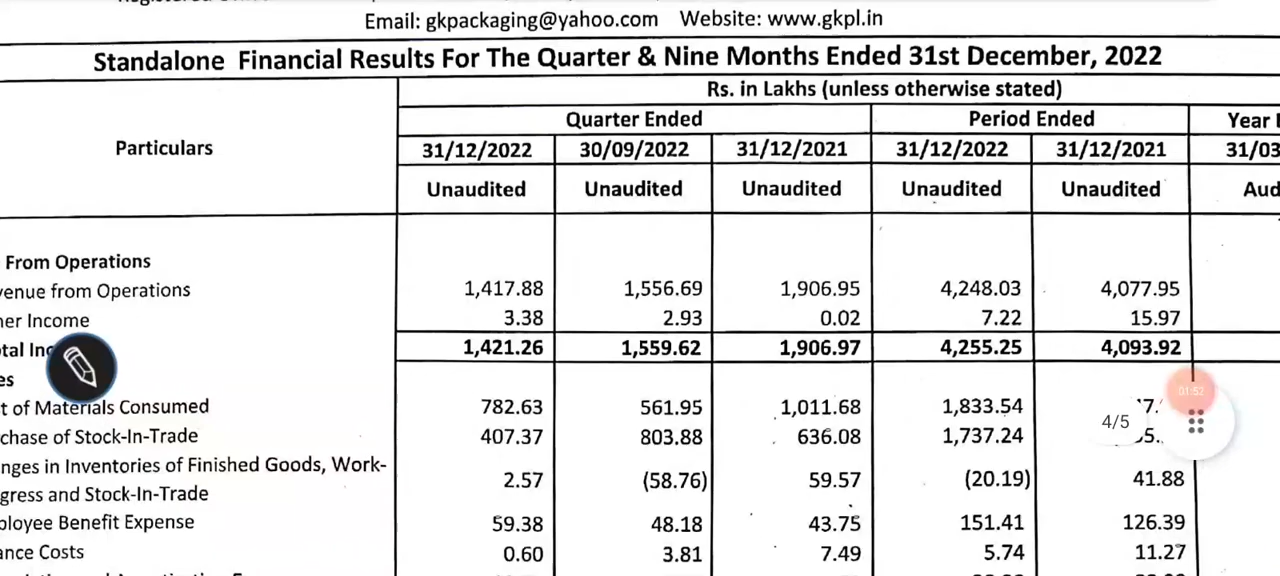 Email: gkpackaging@yahoo.com Website: www.gkpl.in
Standalone Financial Results For The Quarter & Nine Months Ended 31st December, 2022
Rs. in Lakhs (unless otherwise stated)
Particulars Quarter Ended Period Ended Year
31/12/2022 30/09/2022 31/12/2021 31/12/2022 31/12/2021 31/03
Unaudited Unaudited Unaudited Unaudited Unaudited Aud
From Operations
venue from Operations 1,417.88 1,556.69 1,906.95 4,248.03 4,077.95
her Income 3.38 2.93 0.02 7.22 15.97
otal Inc 1,421.26 1,559.62 1,906.97 4,255.25 4,093.92
es
01:52
t of Materials Consumed 782.63 561.95 1,011.68 1,833.54
4/5
chase of Stock-In-Trade 407.37 803.88 636.08 1,737.24
nges in Inventories of Finished Goods, Work-
gress and Stock-In-Trade 2.57 (58.76) 59.57 (20.19) 41.88
ployee Benefit Expense 59.38 48.18 43.75 151.41 126.39
ance Costs 0.60 3.81 7.49 5.74 11.27